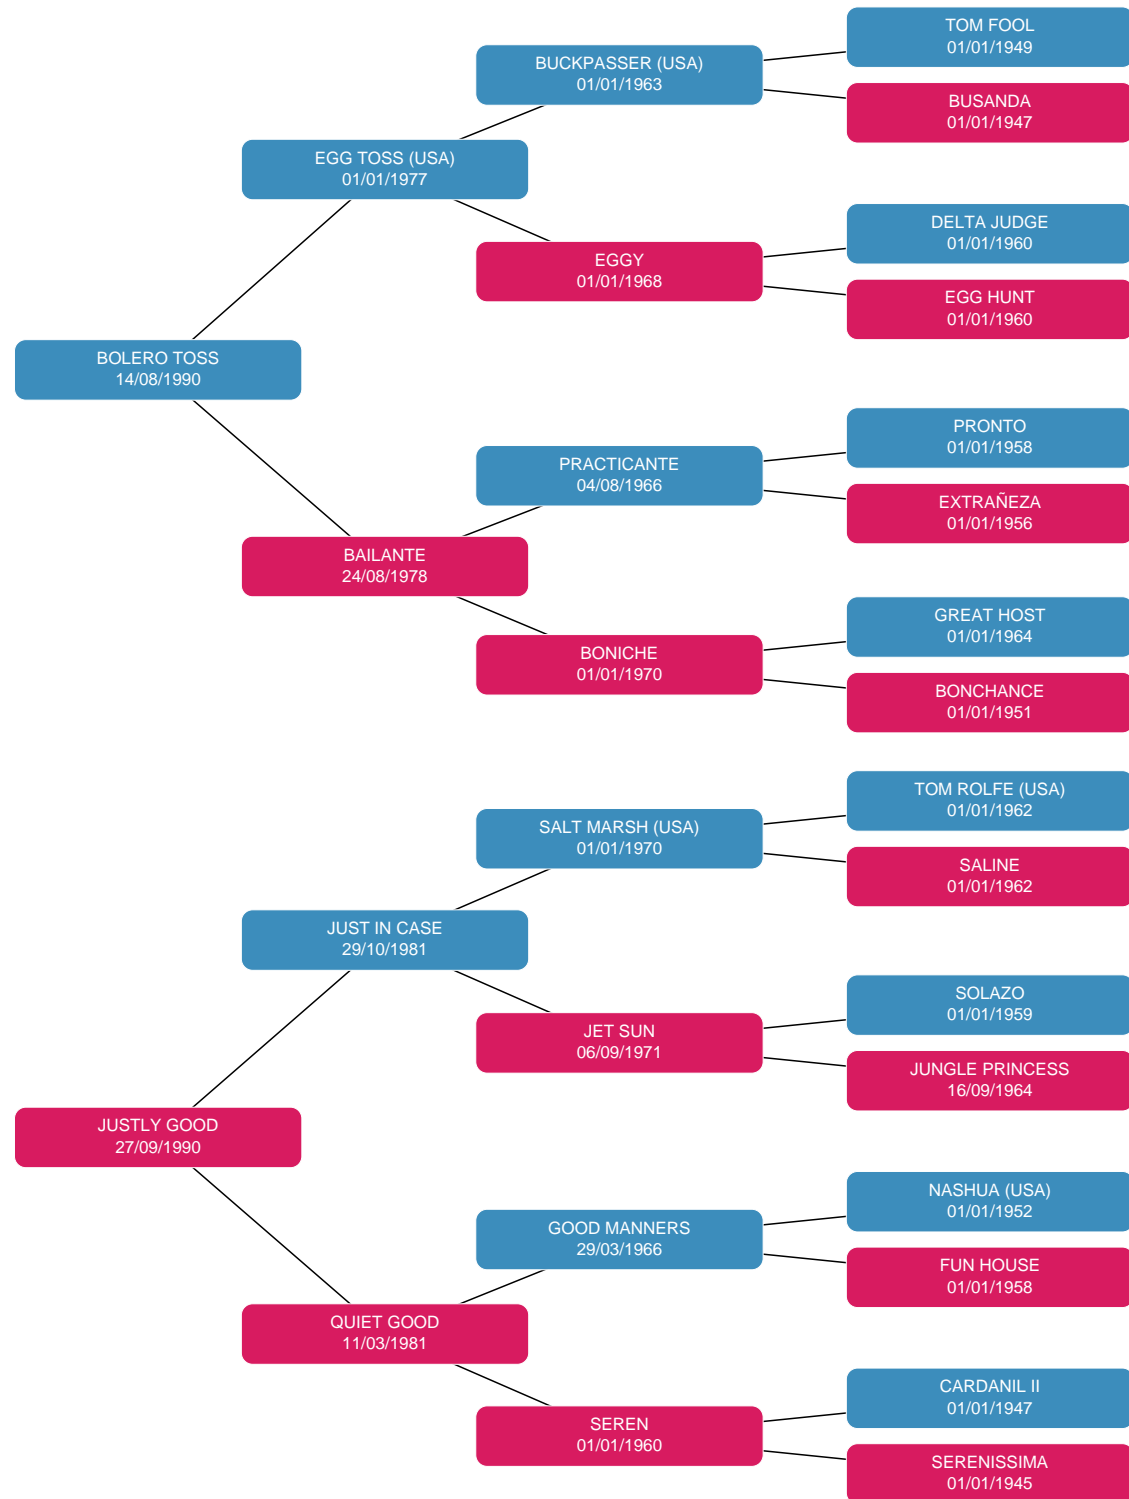 TOM FOOL
01/01/1949
BUCKPASSER (USA)
01/01/1963
BUSANDA
01/01/1947
EGG TOSS (USA)
01/01/1977
DELTA JUDGE
01/01/1960
EGGY
01/01/1968
EGG HUNT
01/01/1960
BOLERO TOSS
14/08/1990
PRONTO
01/01/1958
PRACTICANTE
04/08/1966
EXTRAÑEZA
01/01/1956
BAILANTE
24/08/1978
GREAT HOST
01/01/1964
BONICHE
01/01/1970
BONCHANCE
01/01/1951
TOM ROLFE (USA)
01/01/1962
SALT MARSH (USA)
01/01/1970
SALINE
01/01/1962
JUST IN CASE
29/10/1981
SOLAZO
01/01/1959
JET SUN
06/09/1971
JUNGLE PRINCESS
16/09/1964
JUSTLY GOOD
27/09/1990
NASHUA (USA)
01/01/1952
GOOD MANNERS
29/03/1966
FUN HOUSE
01/01/1958
QUIET GOOD
11/03/1981
CARDANIL II
01/01/1947
SEREN
01/01/1960
SERENISSIMA
01/01/1945